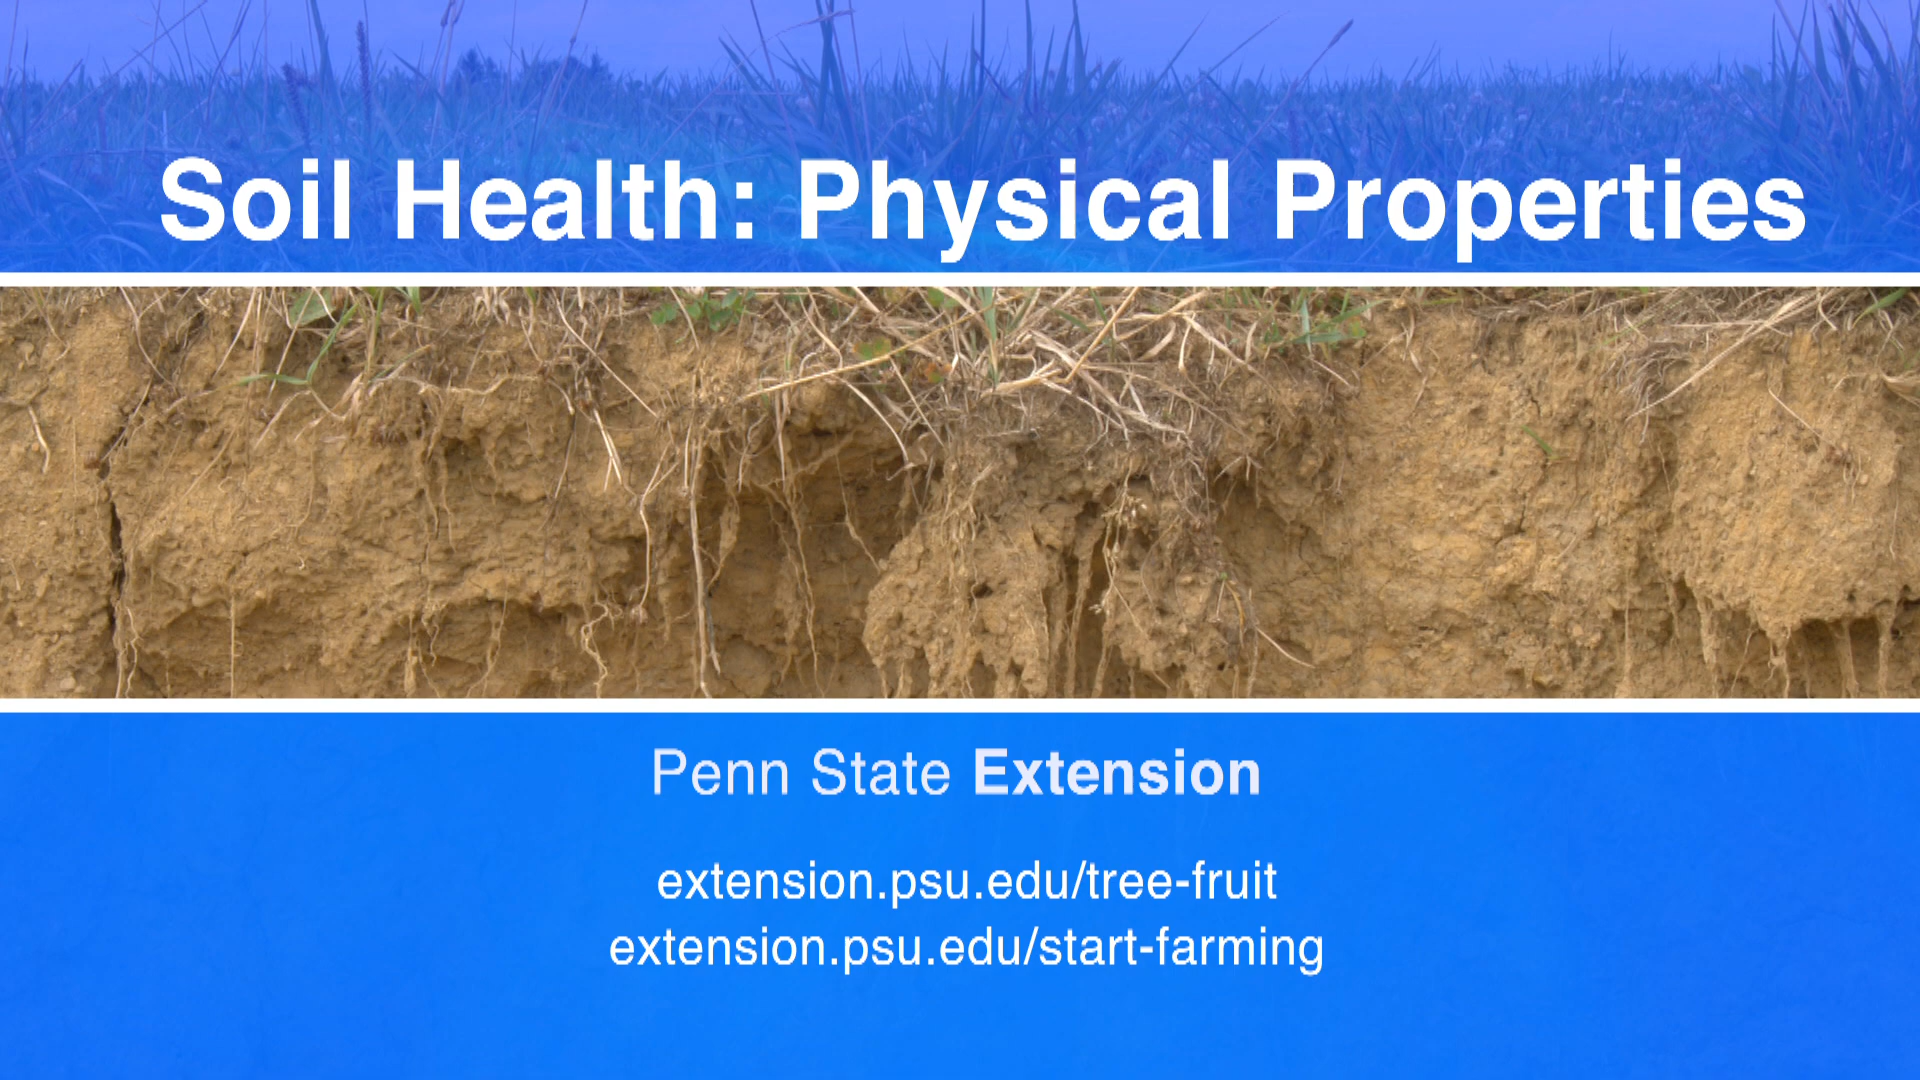 Soil Health: Physical Properties
Penn State Extension
extension.psu.edu/tree-fruit
extension.psu.edu/start-farming